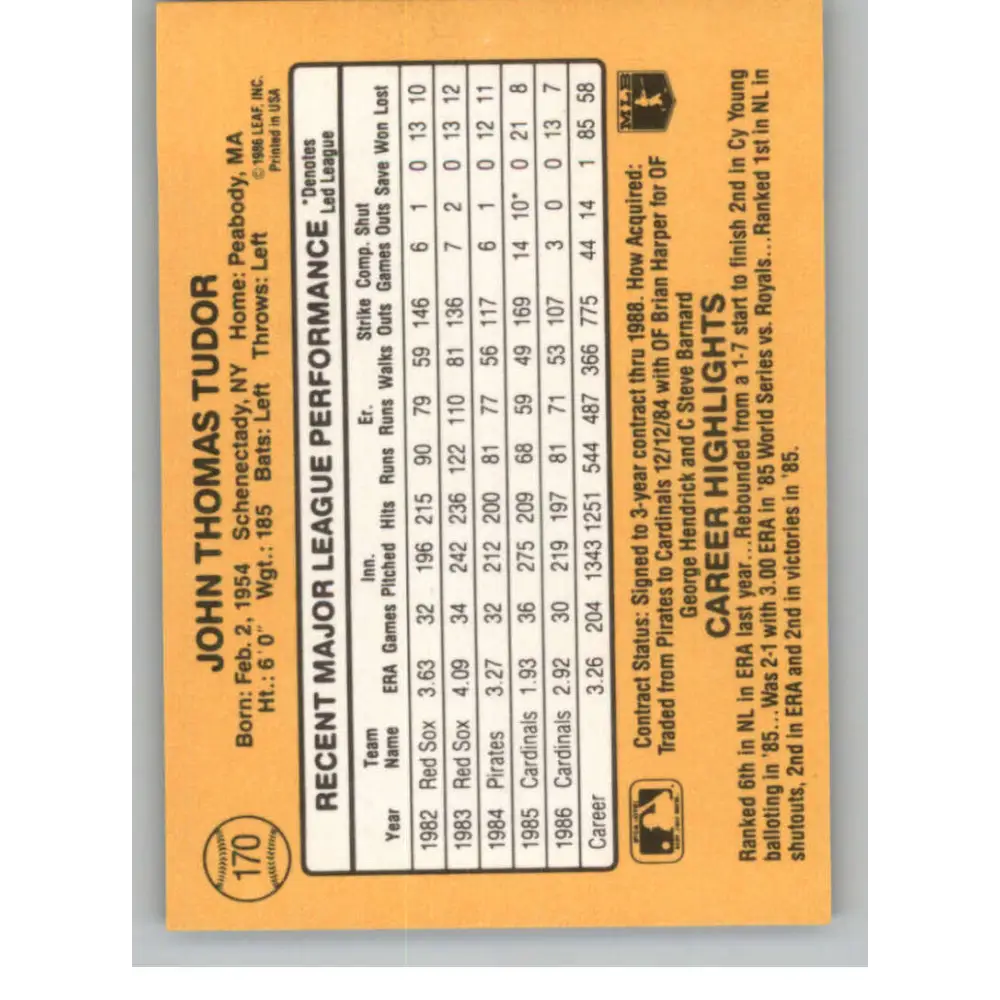 170
JOHN THOMAS TUDOR
Born: Feb. 2, 1954 Schenectady, NY Home: Peabody, MA
Ht.: 6'0" Wgt.: 185 Bats: Left Throws: Left
© 1986 LEAF, INC.
Printed in USA
RECENT MAJOR LEAGUE PERFORMANCE *Denotes Led League
Year Team Name ERA Games Inn. Pitched Hits Runs Er. Runs Walks Strike Outs Comp. Games Shut Outs Save Won Lost
1982 Red Sox 3.63 32 196 215 90 79 59 146 6 1 0 13 10
1983 Red Sox 4.09 34 242 236 122 110 81 136 7 2 0 13 12
1984 Pirates 3.27 32 212 200 81 77 56 117 6 1 0 12 11
1985 Cardinals 1.93 36 275 209 68 59 49 169 14 10* 0 21 8
1986 Cardinals 2.92 30 219 197 81 71 53 107 3 0 0 13 7
Career 3.26 204 1343 1251 544 487 366 775 44 14 1 85 58
Contract Status: Signed to 3-year contract thru 1988. How Acquired:
Traded from Pirates to Cardinals 12/12/84 with OF Brian Harper for OF
George Hendrick and C Steve Barnard
MLB
CAREER HIGHLIGHTS
Ranked 6th in NL in ERA last year...Rebounded from a 1-7 start to finish 2nd in Cy Young
balloting in '85...Was 2-1 with 3.00 ERA in '85 World Series vs. Royals...Ranked 1st in NL in
shutouts, 2nd in ERA and 2nd in victories in '85.